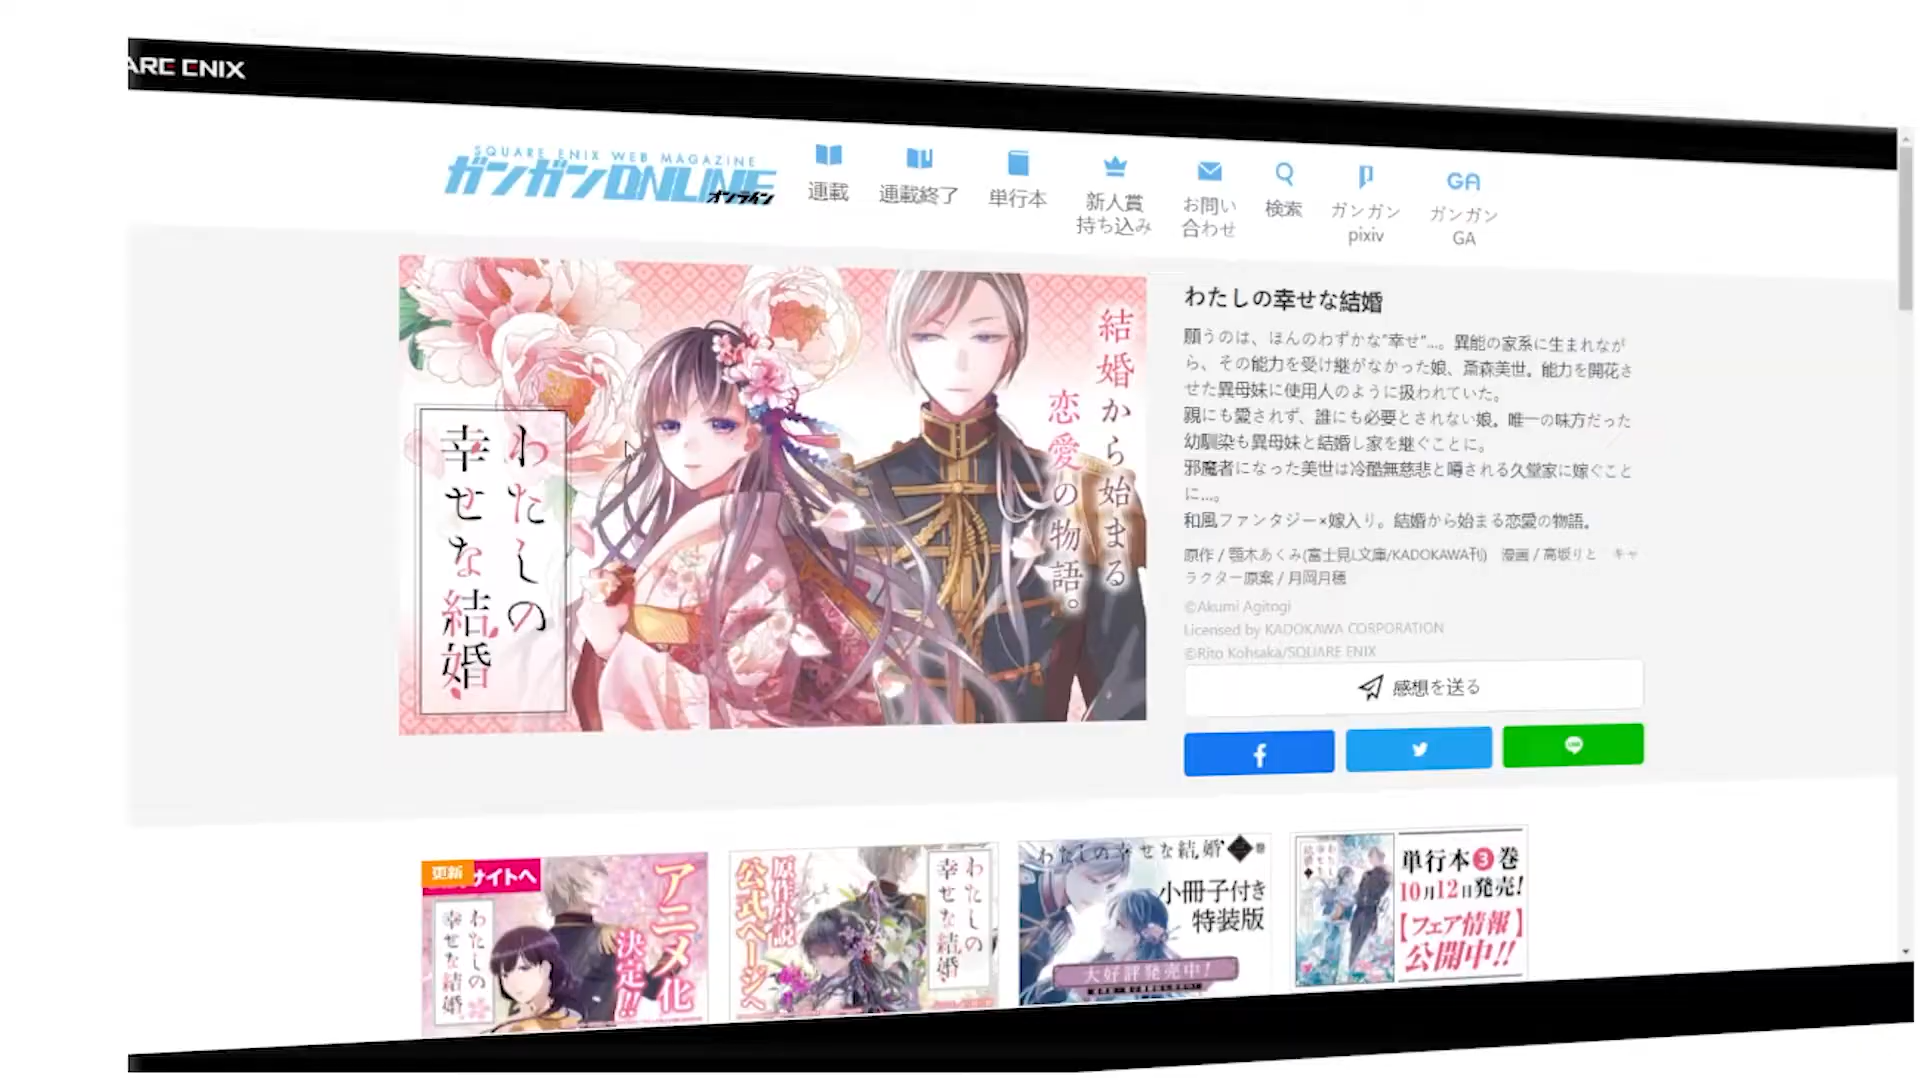 ARE ENIX
SQUARE ENIX WEB MAGAZINE
ガンガンONLINE
オンライン
連載
連載終了
単行本
新人賞
持ち込み
お問い
合わせ
検索
ガンガン
pixiv
GA
ガンガン
GA
結婚から始まる
恋愛の物語。
わたしの
幸せな結婚
わたしの幸せな結婚
願うのは、ほんのわずかな“幸せ”…。異能の家系に生まれなが
ら、その能力を受け継がなかった娘、斎森美世。能力を開花さ
せた異母妹に使用人のように扱われていた。
親にも愛されず、誰にも必要とされない娘。唯一の味方だった
幼馴染も異母妹と結婚し家を継ぐことに。
邪魔者になった美世は冷酷無慈悲と噂される久堂家に嫁ぐこと
に…。
和風ファンタジー×嫁入り。結婚から始まる恋愛の物語。
原作 / 顎木あくみ(富士見L文庫/KADOKAWA刊)　漫画 / 高坂りと　キャ
ラクター原案 / 月岡月穂
©Akumi Agitogi
Licensed by KADOKAWA CORPORATION
©Rito Kohsaka/SQUARE ENIX
感想を送る
更新
サイトへ
アニメ化
決定!!
わたしの
幸せな結婚
原作小説
公式ページへ
わたしの
幸せな結婚
わたしの幸せな結婚
巻
小冊子付き
特装版
大好評発売中!
わたしの
単行本3巻
10月12日発売!
【フェア情報】
公開中!!